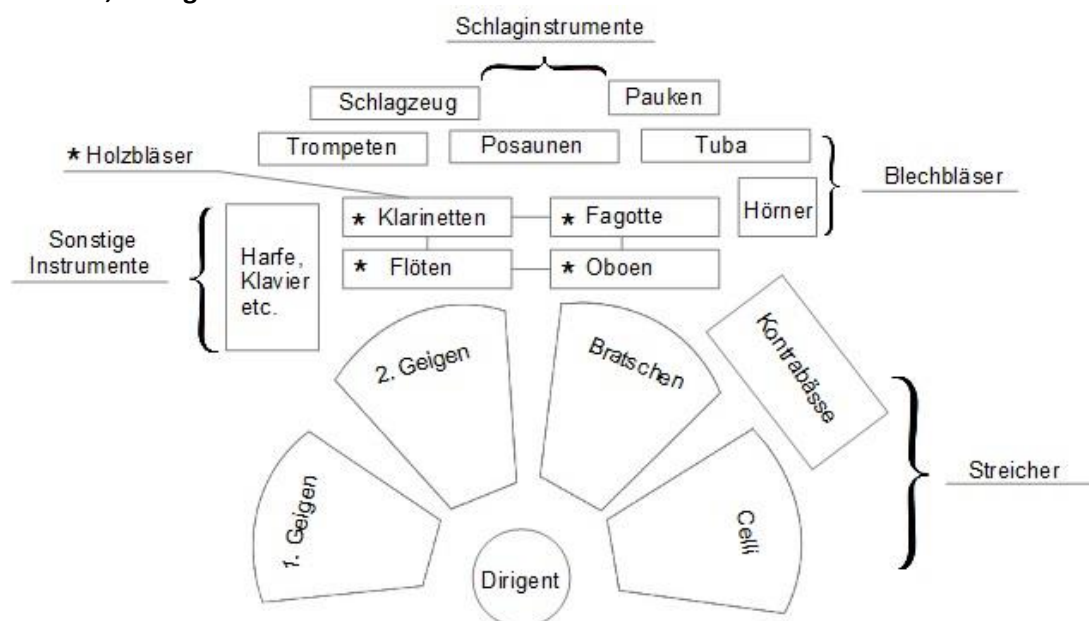 Schlaginstrumente
Schlagzeug
Pauken
Trompeten
Posaunen
Tuba
* Holzbläser
Blechbläser
* Klarinetten
* Fagotte
Hörner
Sonstige
Instrumente
Harfe,
Klavier
etc.
* Flöten
* Oboen
2. Geigen
Bratschen
Kontrabässe
Streicher
1. Geigen
Celli
Dirigent